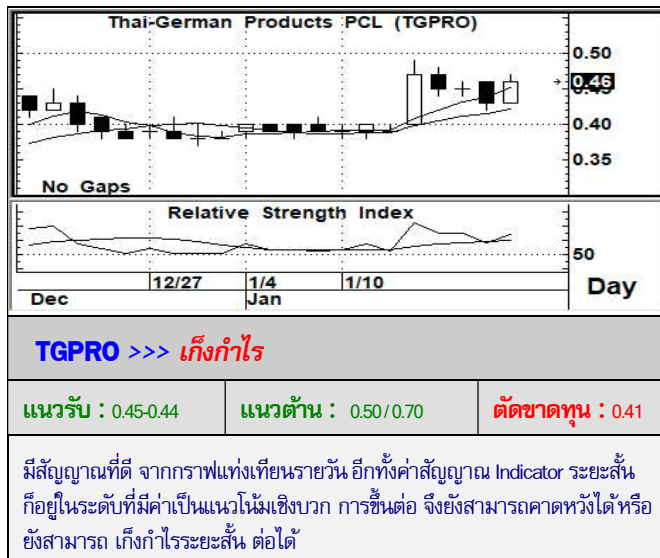 Thai-German Products PCL (TGPRO)
0.50
0.46
0.40
0.35
No Gaps
Relative Strength Index
50
12/27 1/4 1/10
Dec Jan
Day
TGPRO >>> เก็งกำไร
แนวรับ : 0.45-0.44 แนวต้าน : 0.50/0.70 ตัดขาดทุน : 0.41
มีสัญญาณที่ดี จากกราฟแท่งเทียนรายวัน อีกทั้งค่าสัญญาณ Indicator ระยะสั้น
ก็อยู่ในระดับที่มีค่าเป็นแนวโน้มเชิงบวก การขึ้นต่อ จึงยังสามารถคาดหวังได้หรือ
ยังสามารถ เก็งกำไรระยะสั้น ต่อได้